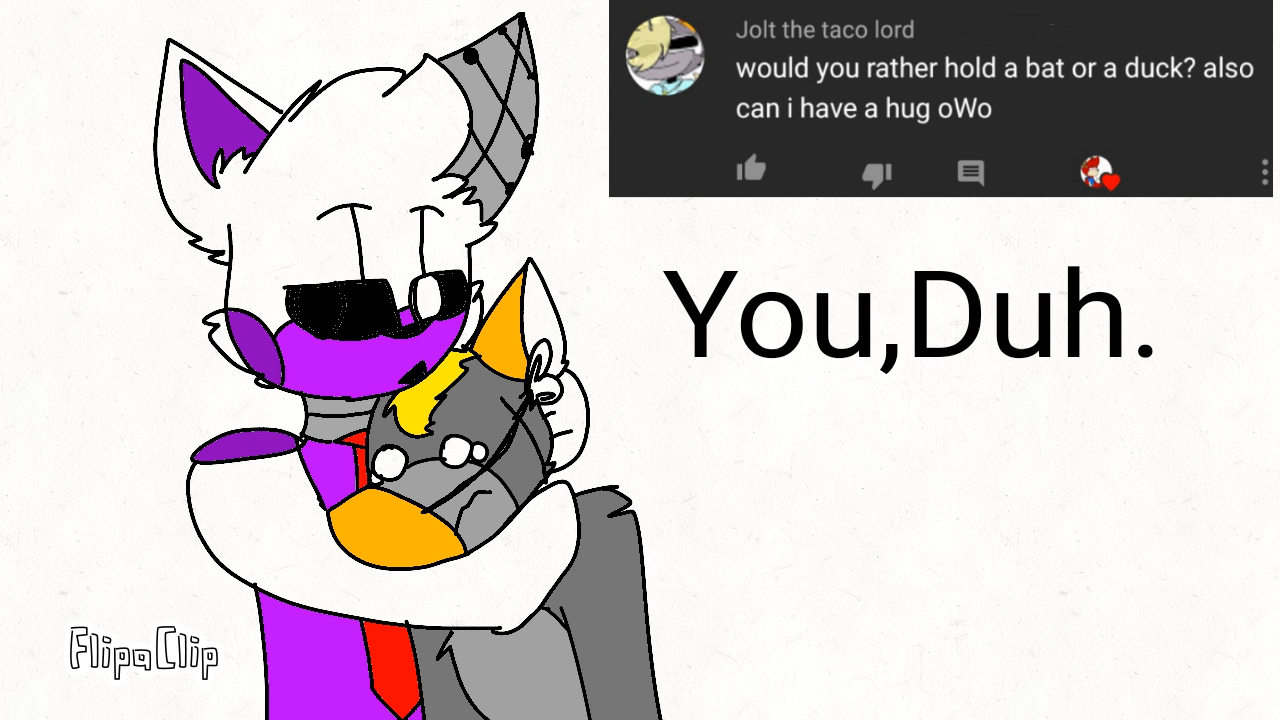 Jolt the taco lord
would you rather hold a bat or a duck? also
can i have a hug oWo
You,Duh.
FlipaClip